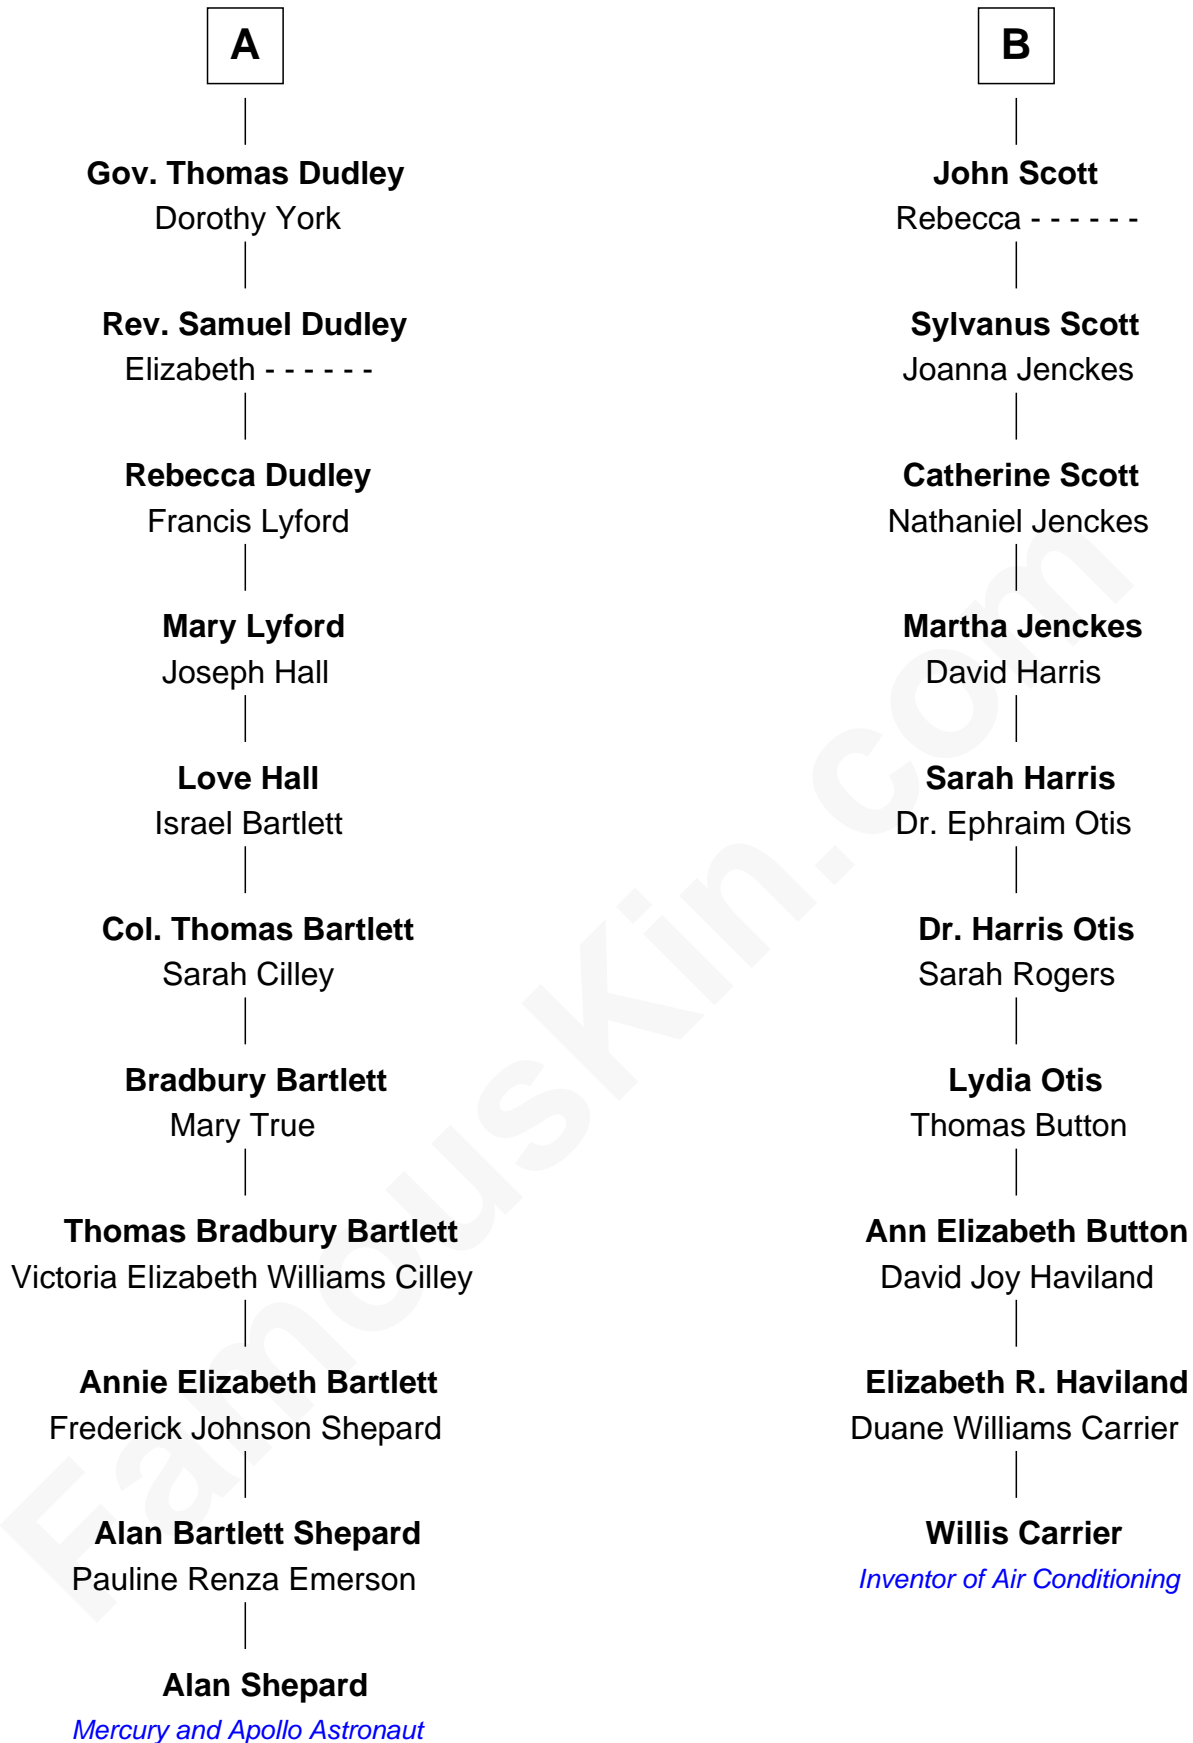 A
Gov. Thomas Dudley
Dorothy York
Rev. Samuel Dudley
Elizabeth - - - - - -
Rebecca Dudley
Francis Lyford
Mary Lyford
Joseph Hall
Love Hall
Israel Bartlett
Col. Thomas Bartlett
Sarah Cilley
Bradbury Bartlett
Mary True
Thomas Bradbury Bartlett
Victoria Elizabeth Williams Cilley
Annie Elizabeth Bartlett
Frederick Johnson Shepard
Alan Bartlett Shepard
Pauline Renza Emerson
Alan Shepard
Mercury and Apollo Astronaut
B
John Scott
Rebecca - - - - - -
Sylvanus Scott
Joanna Jenckes
Catherine Scott
Nathaniel Jenckes
Martha Jenckes
David Harris
Sarah Harris
Dr. Ephraim Otis
Dr. Harris Otis
Sarah Rogers
Lydia Otis
Thomas Button
Ann Elizabeth Button
David Joy Haviland
Elizabeth R. Haviland
Duane Williams Carrier
Willis Carrier
Inventor of Air Conditioning
FamousKin.com